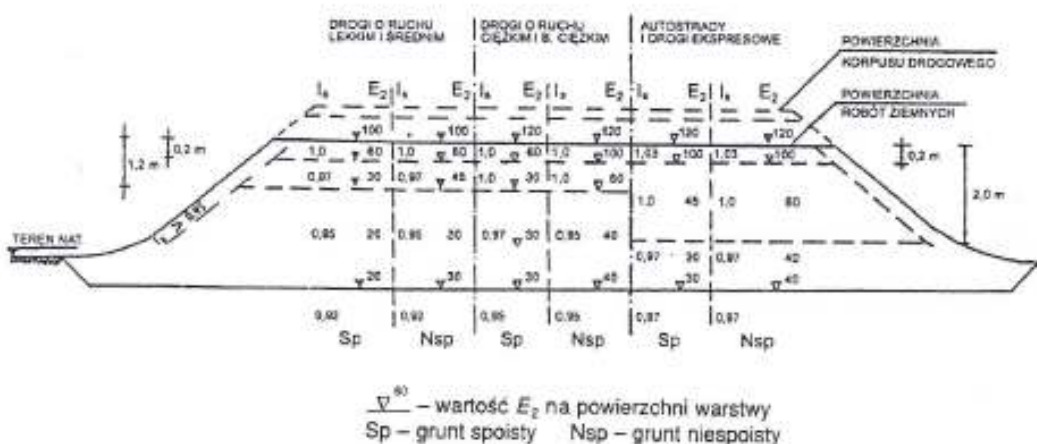 DROGI O RUCHU DROGI O RUCHU AUTOSTRADY
LEKKIM I ŚREDNIM CIĘŻKIM I B. CIĘŻKIM I DROGI EKSPRESOWE
POWIERZCHNIA
KORPUSU DROGOWEGO
Is E2 Is E2 Is E2 Is E2 Is E2 Is E2
POWIERZCHNIA
ROBÓT ZIEMNYCH
100 100 120 120 120 120
1,2 m 0,2 m 1,0 60 1,0 60 1,0 60 1,0 100 1,03 100 1,03 100 0,2 m
0,97 30 0,97 45 1,0 30 1,0 60
1,0 45 1,0 60 2,0 m
TEREN NAT. 0,95 20 0,95 20 0,97 30 0,95 40
0,97 30 0,97 40
20 30 30 40 30 40
0,92 0,92 0,95 0,95 0,97 0,97
Sp Nsp Sp Nsp Sp Nsp
60 – wartość E2 na powierzchni warstwy
Sp – grunt spoisty Nsp – grunt niespoisty